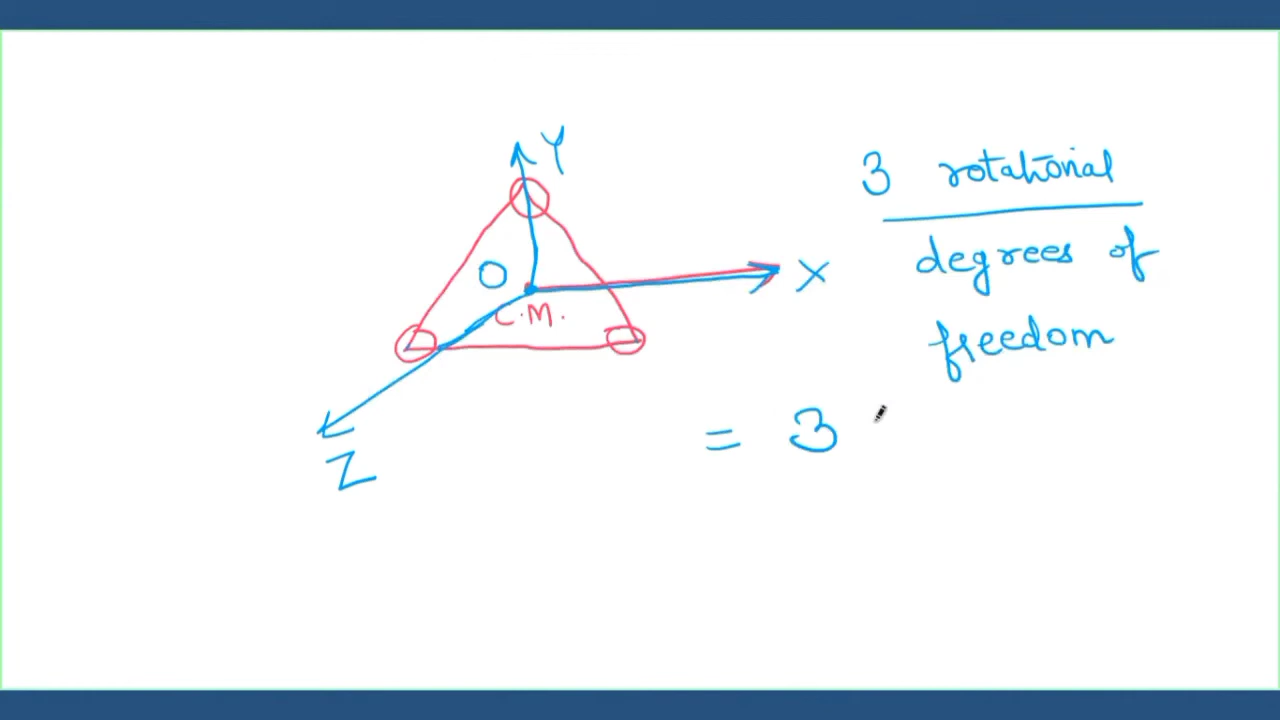 Y
3 rotational
degrees of
O
X
C.M.
freedom
= 3
Z